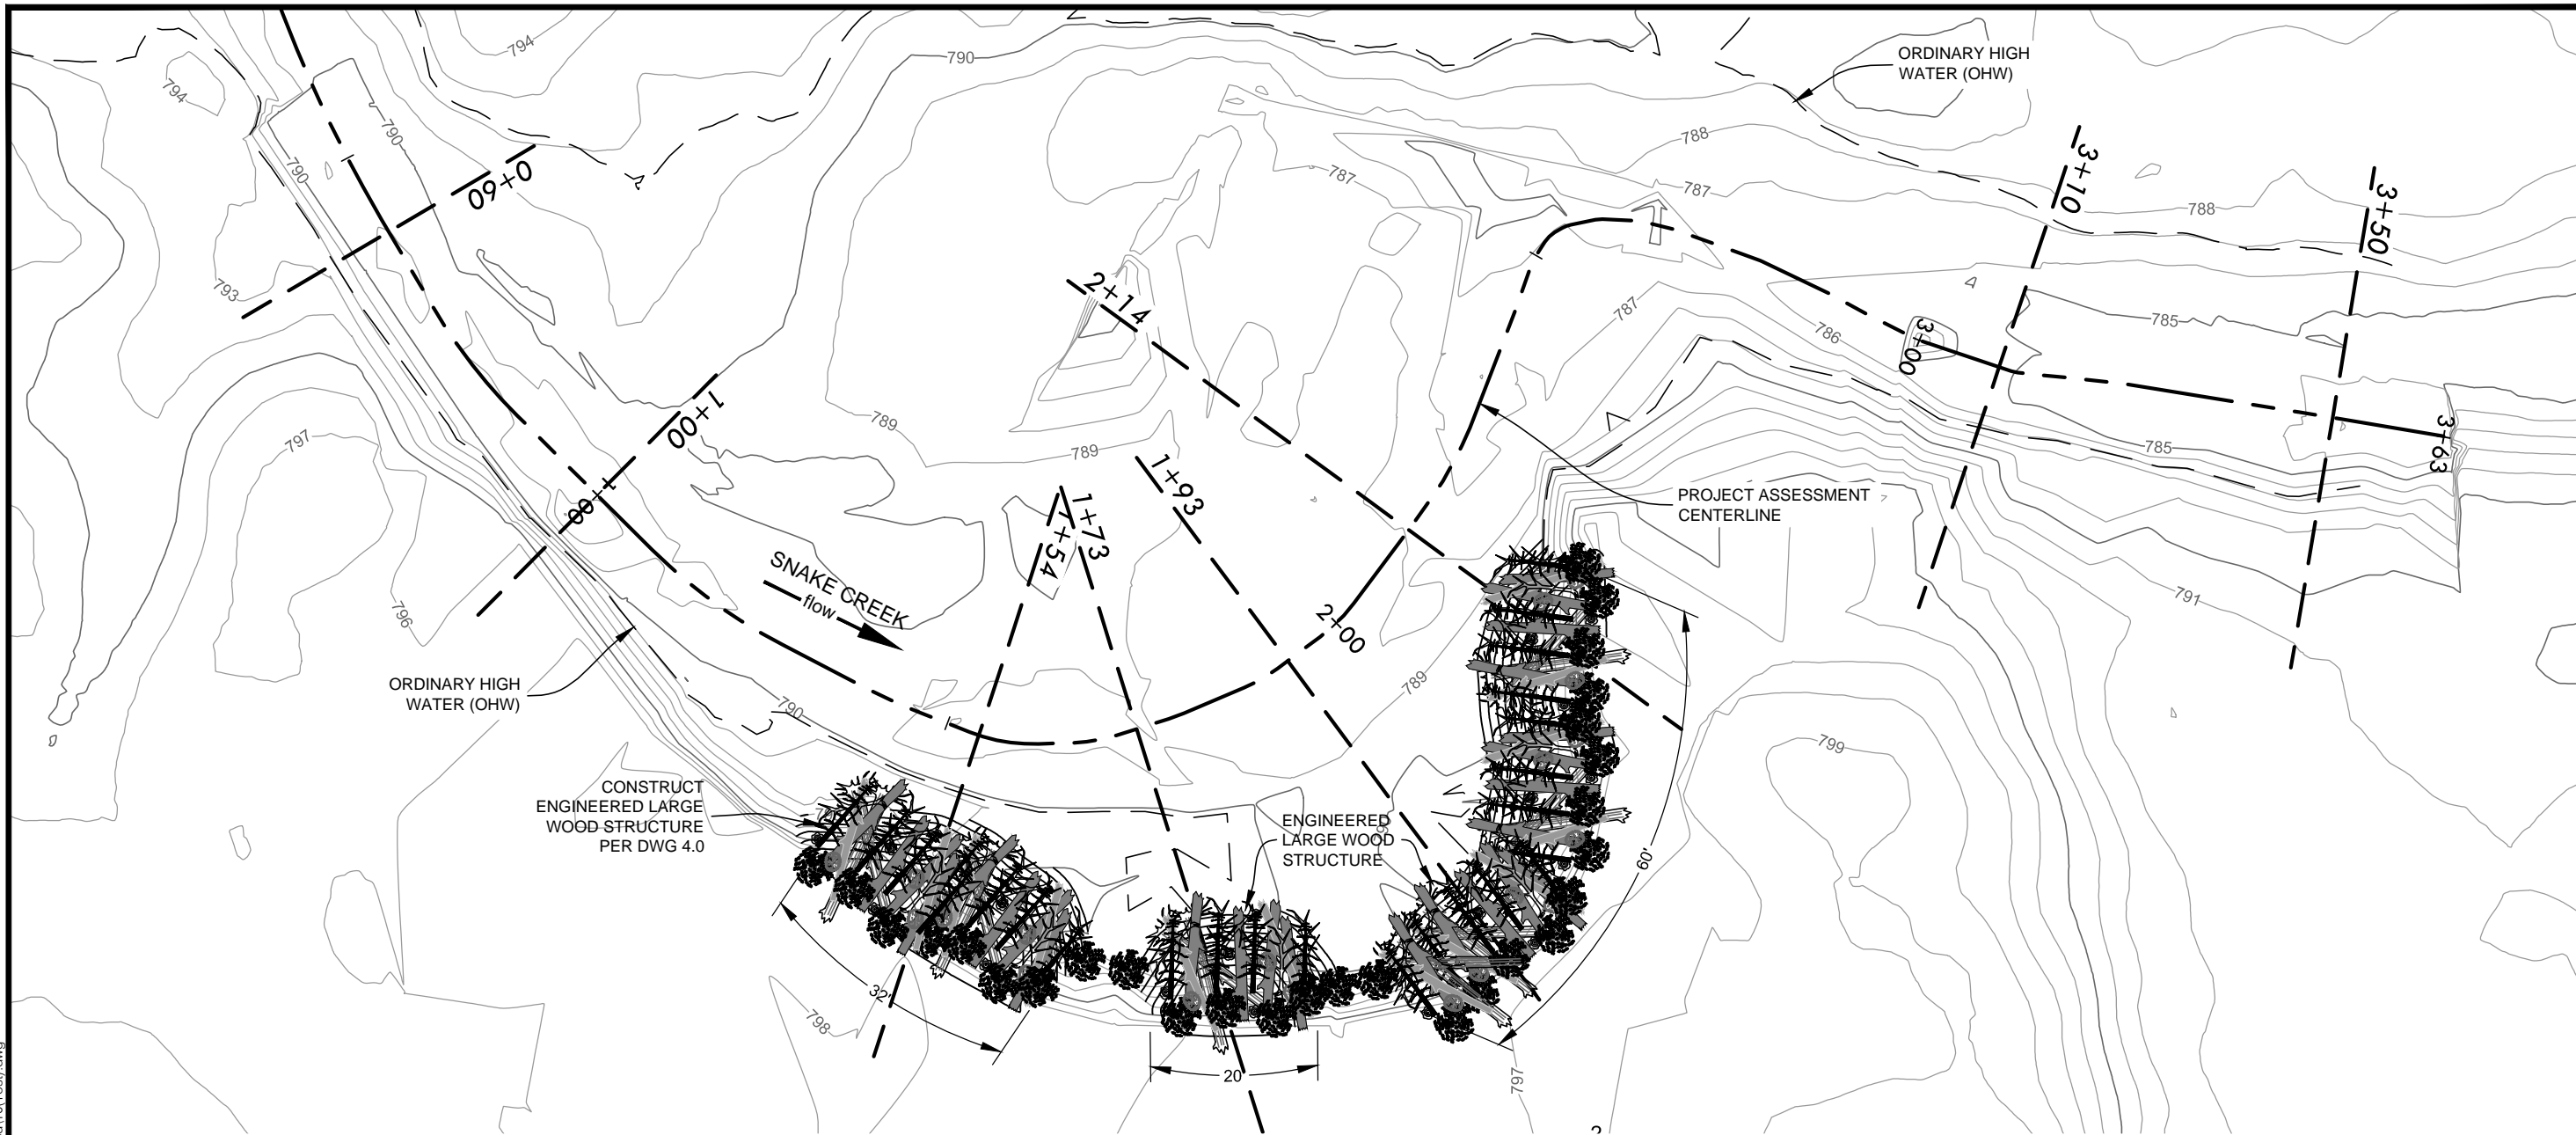 794
790
ORDINARY HIGH
WATER (OHW)
794
790
788
790
787
787
0+60
3+10
3+50
788
793
2+14
787
786
785
3+00
1+00
789
789
797
785
3+63
1+93
1+00
1+73
1+54
PROJECT ASSESSMENT
CENTERLINE
SNAKE CREEK
flow
796
2+00
791
ORDINARY HIGH
WATER (OHW)
789
790
799
CONSTRUCT
ENGINEERED LARGE
WOOD STRUCTURE
PER DWG 4.0
ENGINEERED
LARGE WOOD
STRUCTURE
60'
32'
798
20'
797